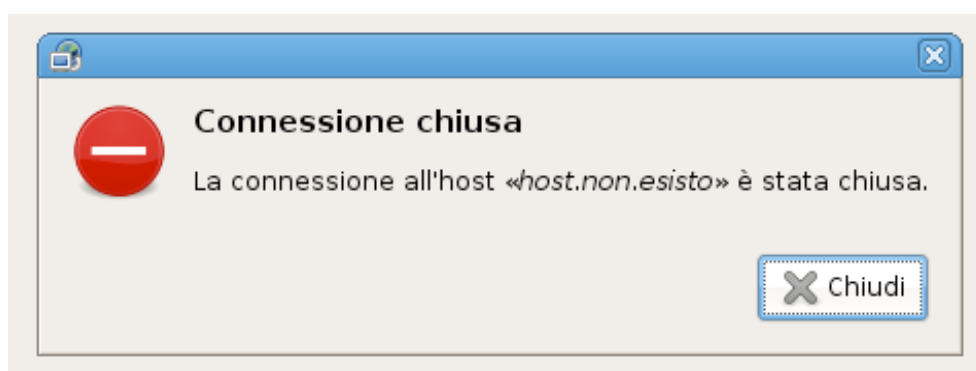 Connessione chiusa
La connessione all'host «host.non.esisto» è stata chiusa.
Chiudi